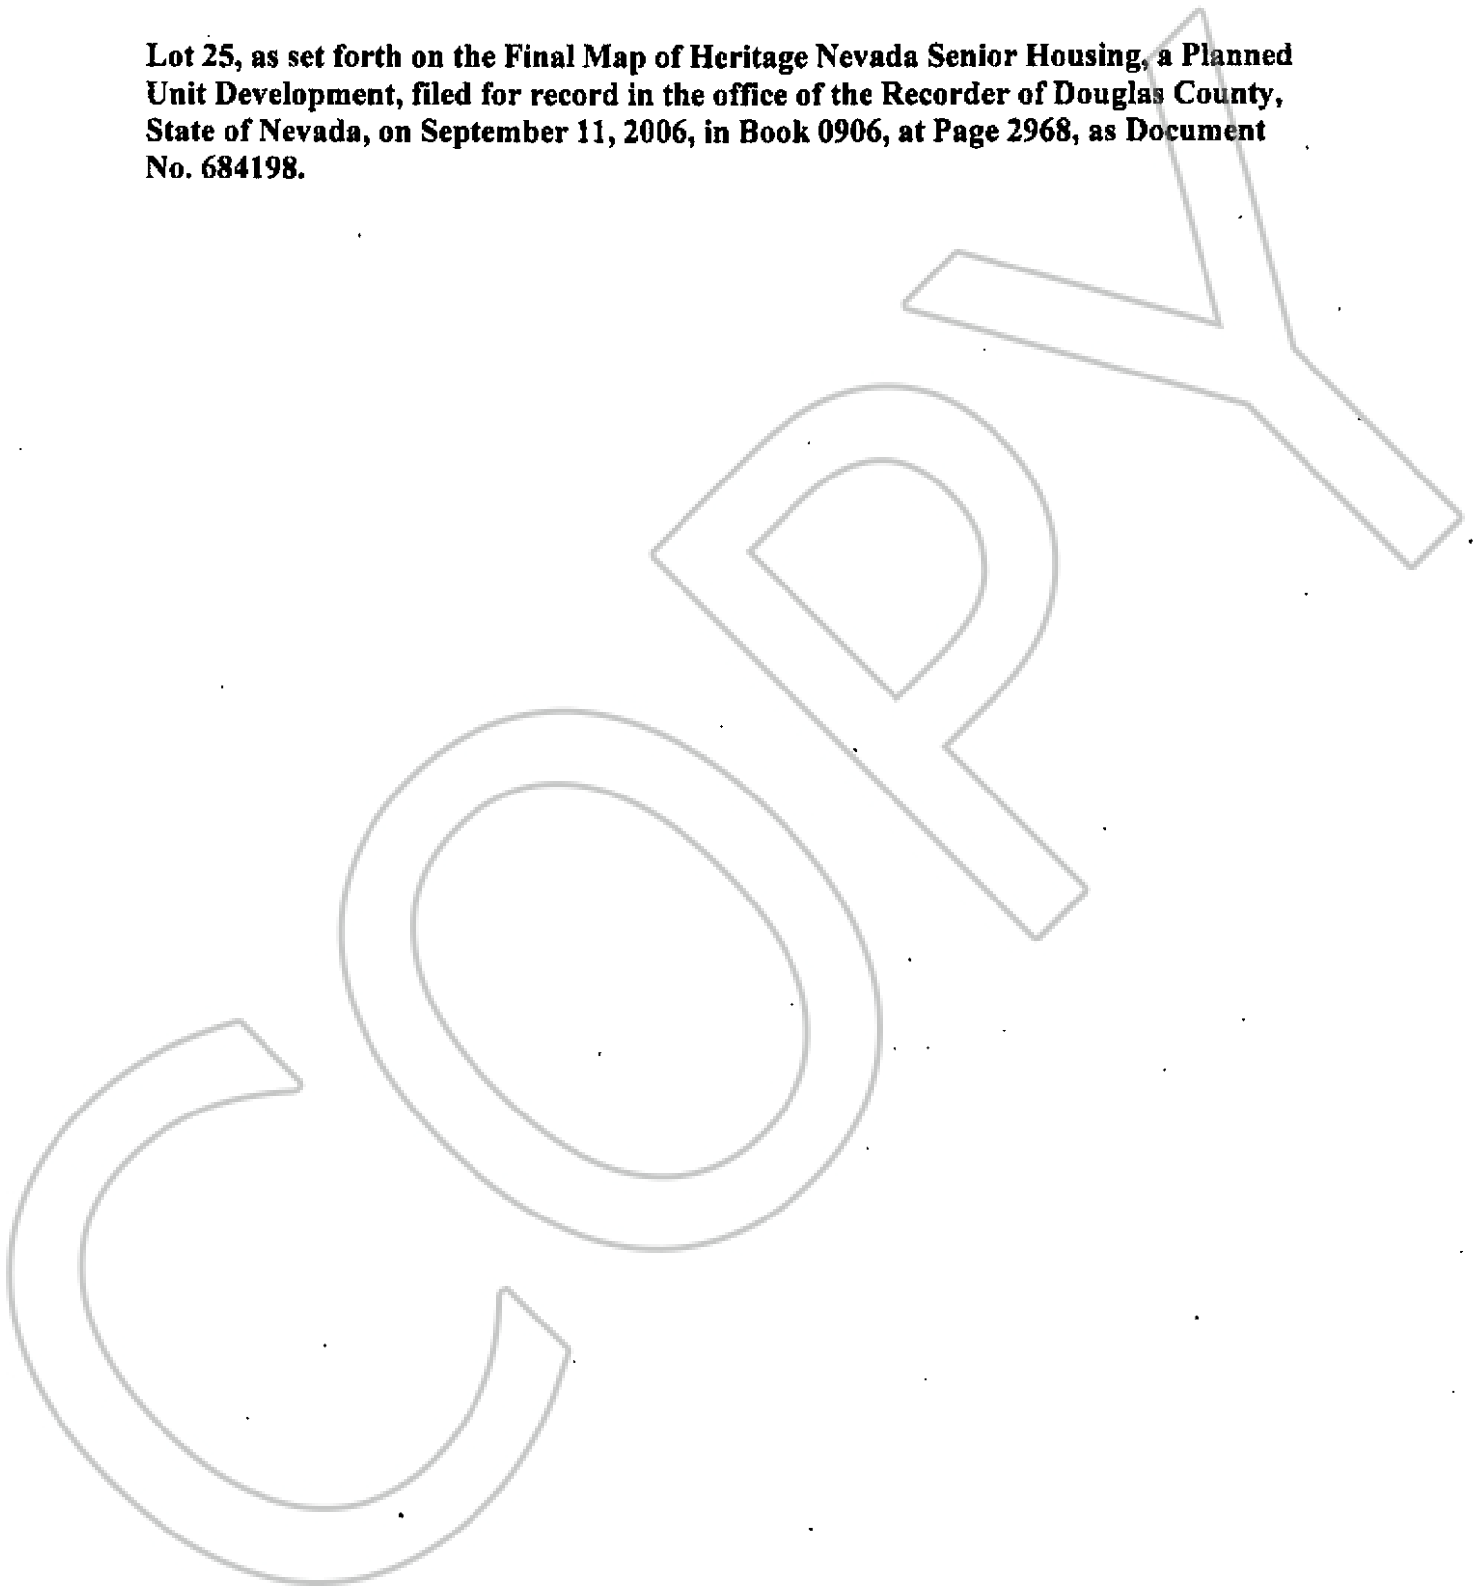 Lot 25, as set forth on the Final Map of Heritage Nevada Senior Housing, a Planned
Unit Development, filed for record in the office of the Recorder of Douglas County,
State of Nevada, on September 11, 2006, in Book 0906, at Page 2968, as Document
No. 684198.
COPY